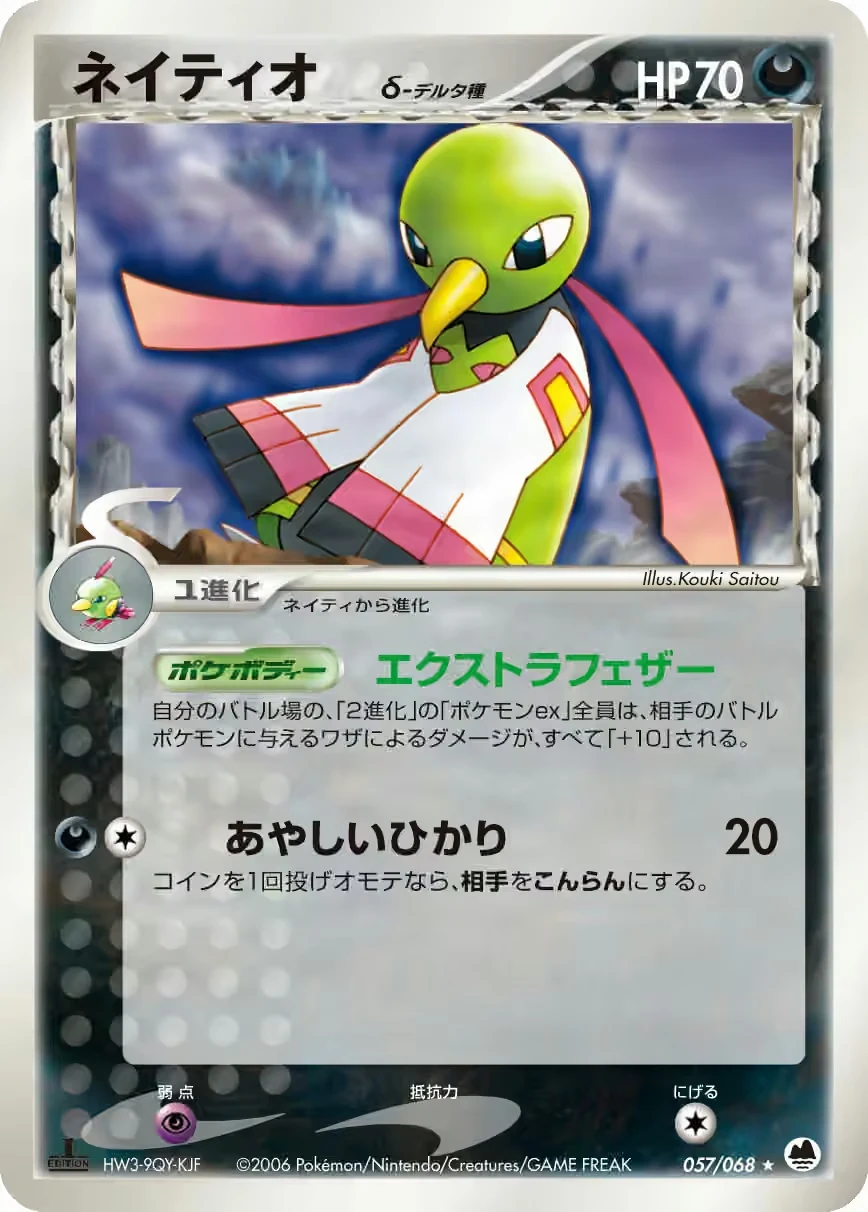 ネイティオ δ-デルタ種 HP70
Illus.Kouki Saitou
1進化
ネイティから進化
ポケボディー エクストラフェザー
自分のバトル場の、「2進化」の「ポケモンex」全員は、相手のバトル
ポケモンに与えるワザによるダメージが、すべて「+10」される。
あやしいひかり 20
コインを1回投げオモテなら、相手をこんらんにする。
弱点 抵抗力 にげる
1 EDITION HW3-9QY-KJF ©2006 Pokémon/Nintendo/Creatures/GAME FREAK 057/068 ★